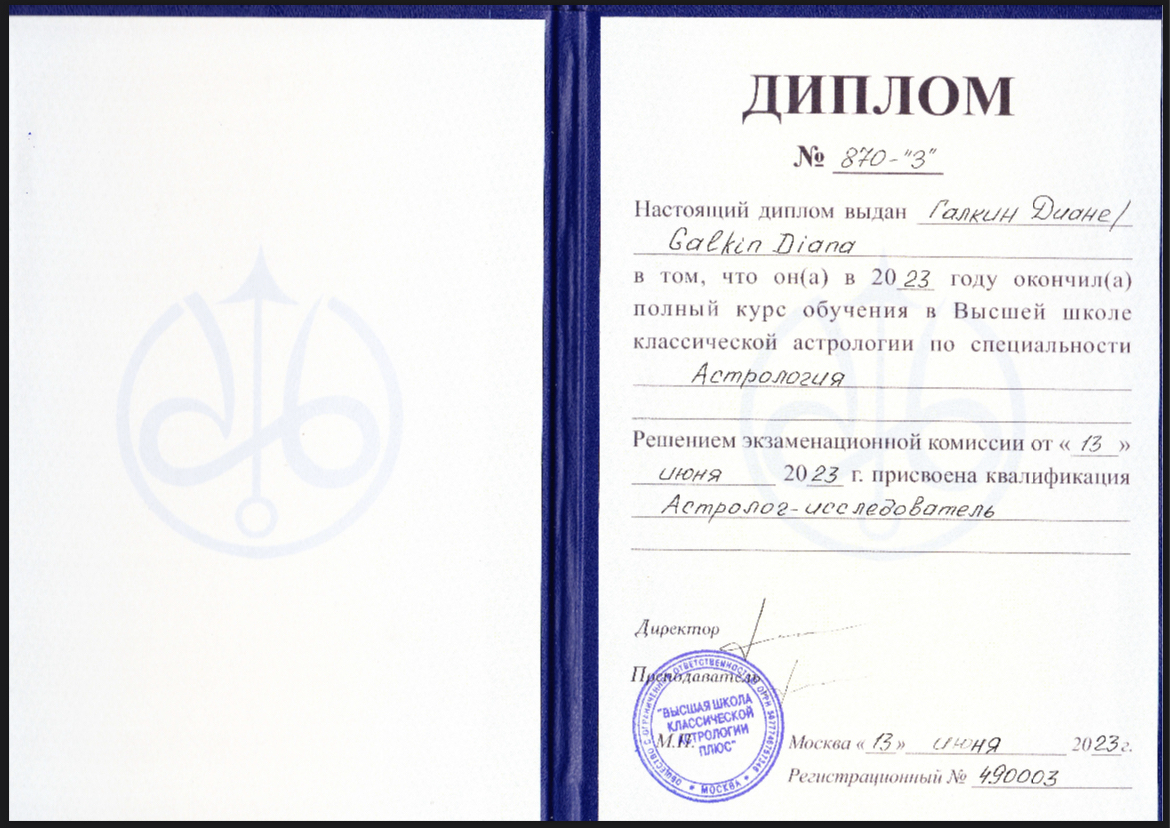 ДИПЛОМ
№ 870-"З"
Настоящий диплом выдан Галкин Диане/
Galkin Diana
в том, что он(а) в 2023 году окончил(а)
полный курс обучения в Высшей школе
классической астрологии по специальности
Астрология
Решением экзаменационной комиссии от «13»
июня 2023 г. присвоена квалификация
Астролог-исследователь
Директор
Преподаватель
М.П.
Москва «13» июня 2023г.
Регистрационный № 490003
"ВЫСШАЯ ШКОЛА
КЛАССИЧЕСКОЙ
АСТРОЛОГИИ
ПЛЮС"
ОБЩЕСТВО С ОГРАНИЧЕННОЙ ОТВЕТСТВЕННОСТЬЮ ОГРН
* МОСКВА *